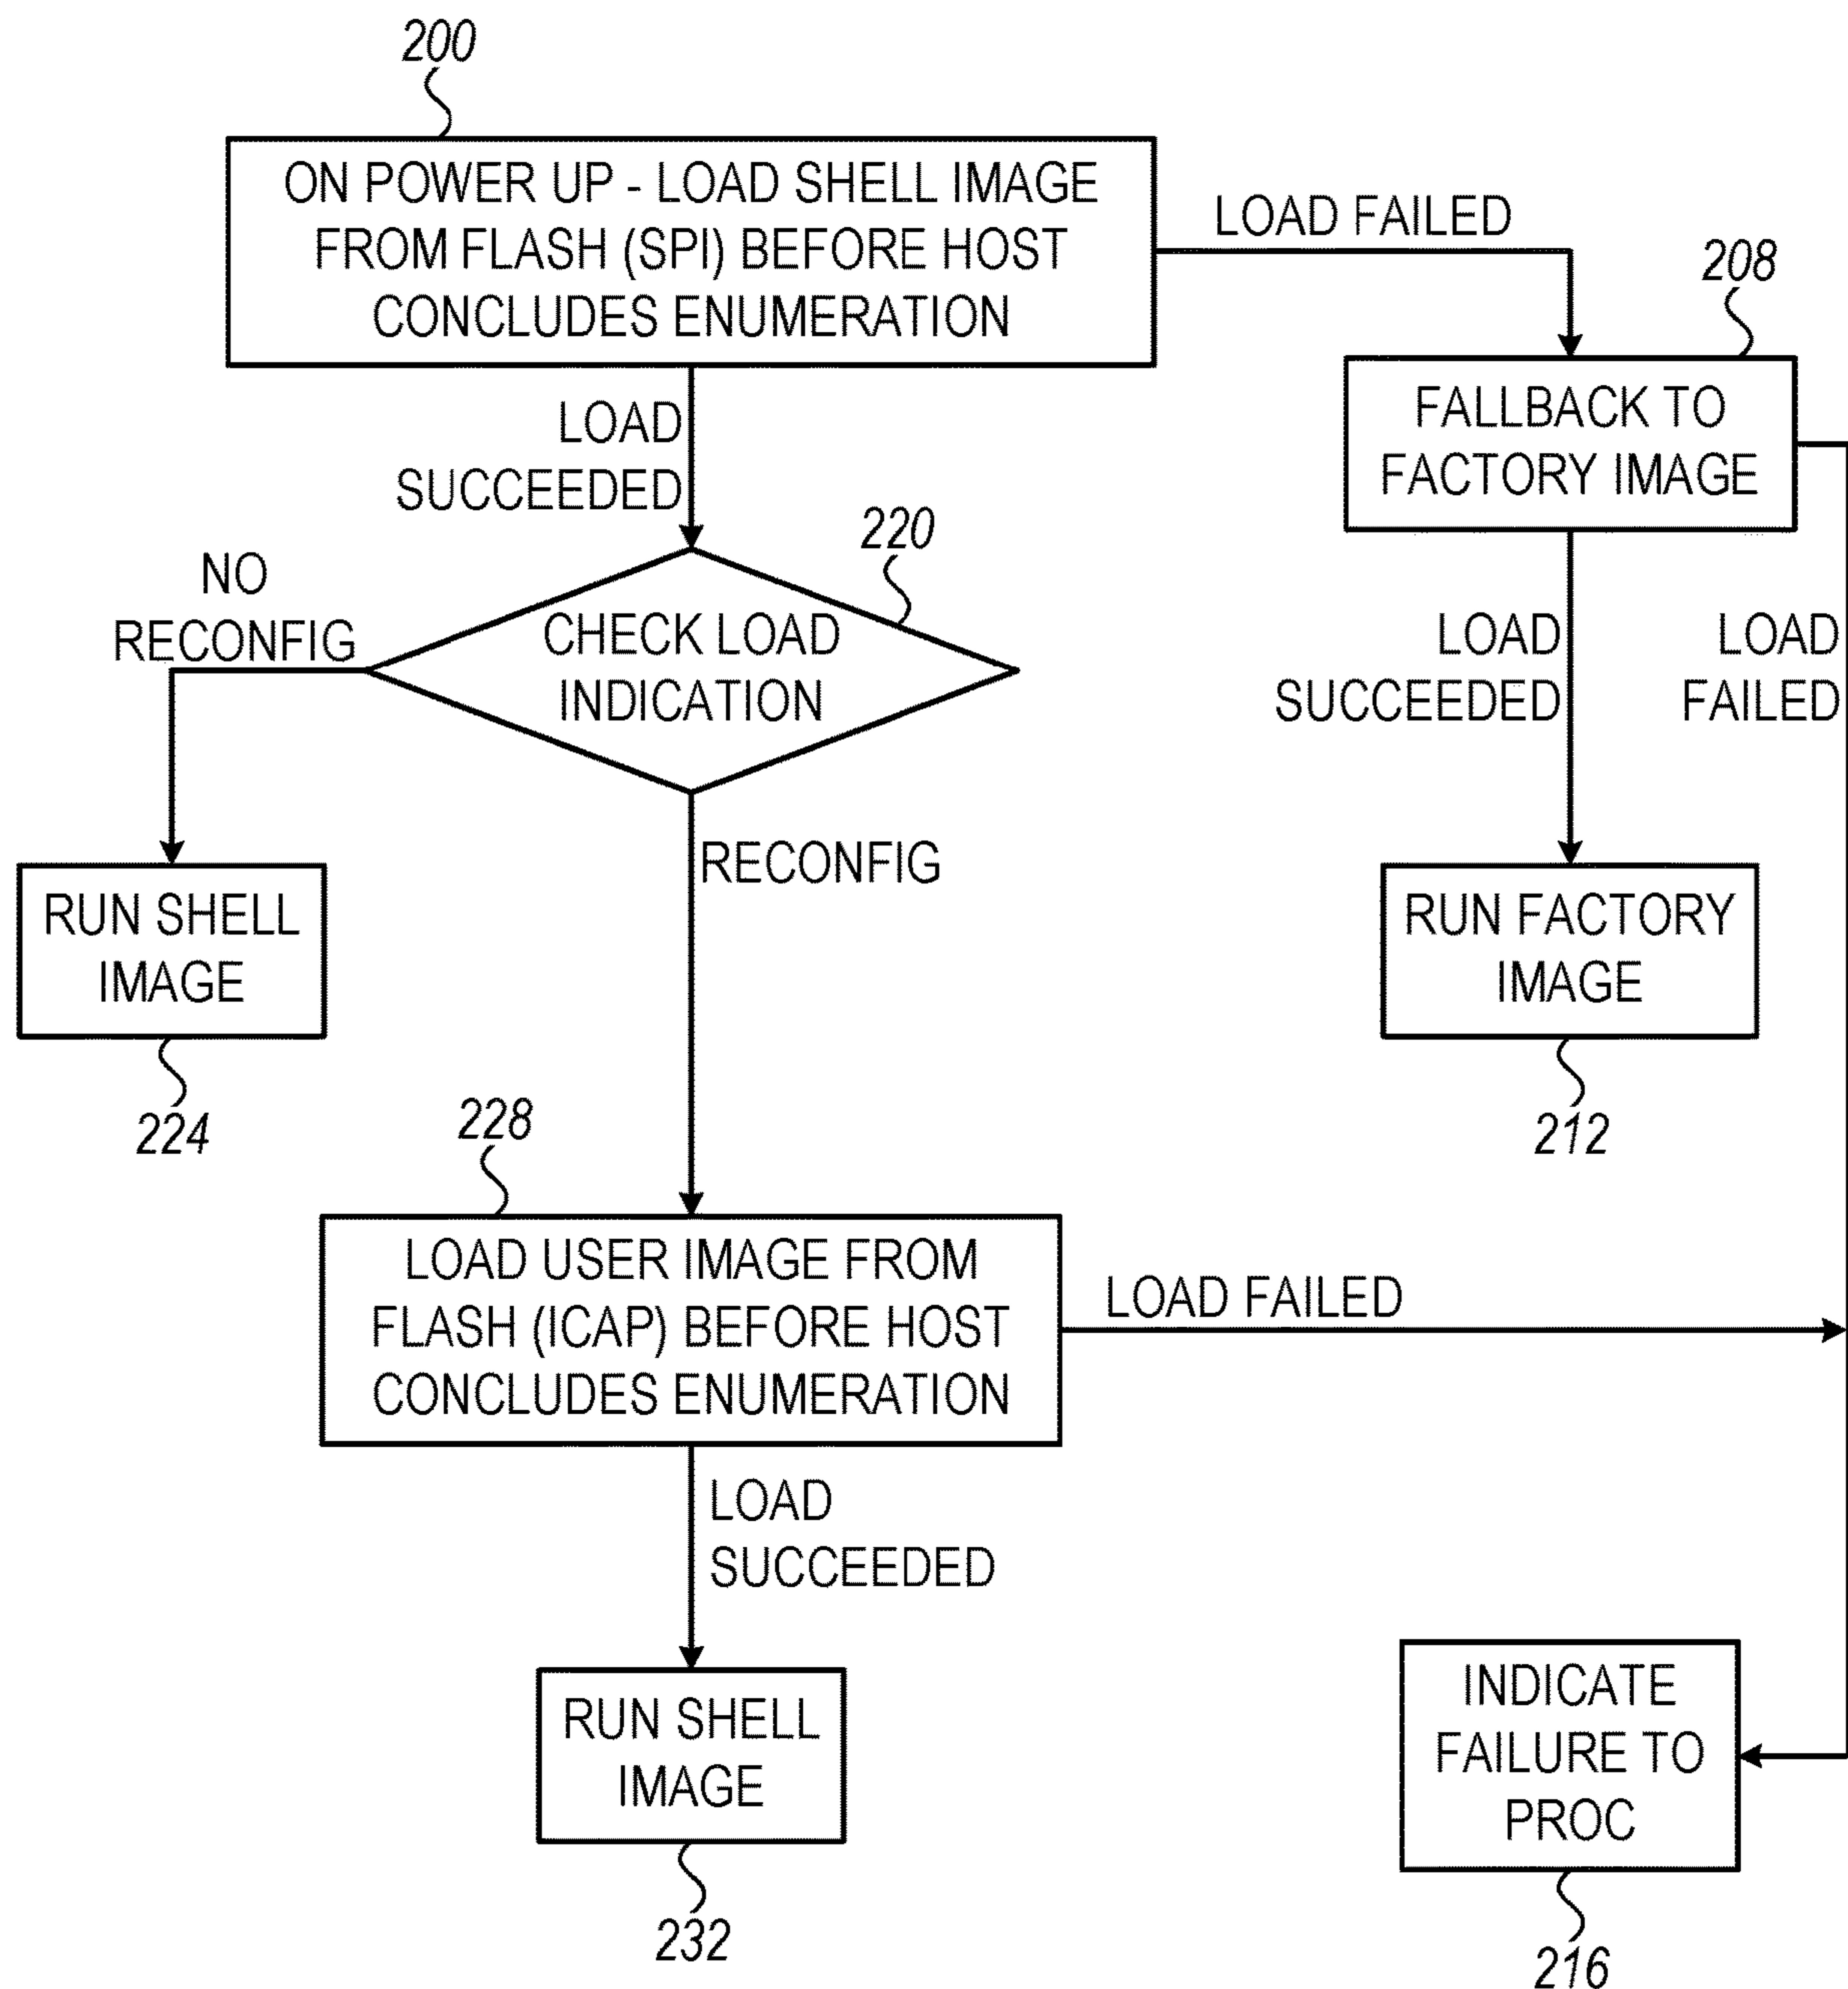 200
ON POWER UP - LOAD SHELL IMAGE
FROM FLASH (SPI) BEFORE HOST
CONCLUDES ENUMERATION
LOAD FAILED
208
FALLBACK TO
FACTORY IMAGE
LOAD
SUCCEEDED
220
CHECK LOAD
INDICATION
NO
RECONFIG
LOAD
SUCCEEDED
LOAD
FAILED
RUN SHELL
IMAGE
224
RECONFIG
RUN FACTORY
IMAGE
212
228
LOAD USER IMAGE FROM
FLASH (ICAP) BEFORE HOST
CONCLUDES ENUMERATION
LOAD FAILED
LOAD
SUCCEEDED
RUN SHELL
IMAGE
232
INDICATE
FAILURE TO
PROC
216